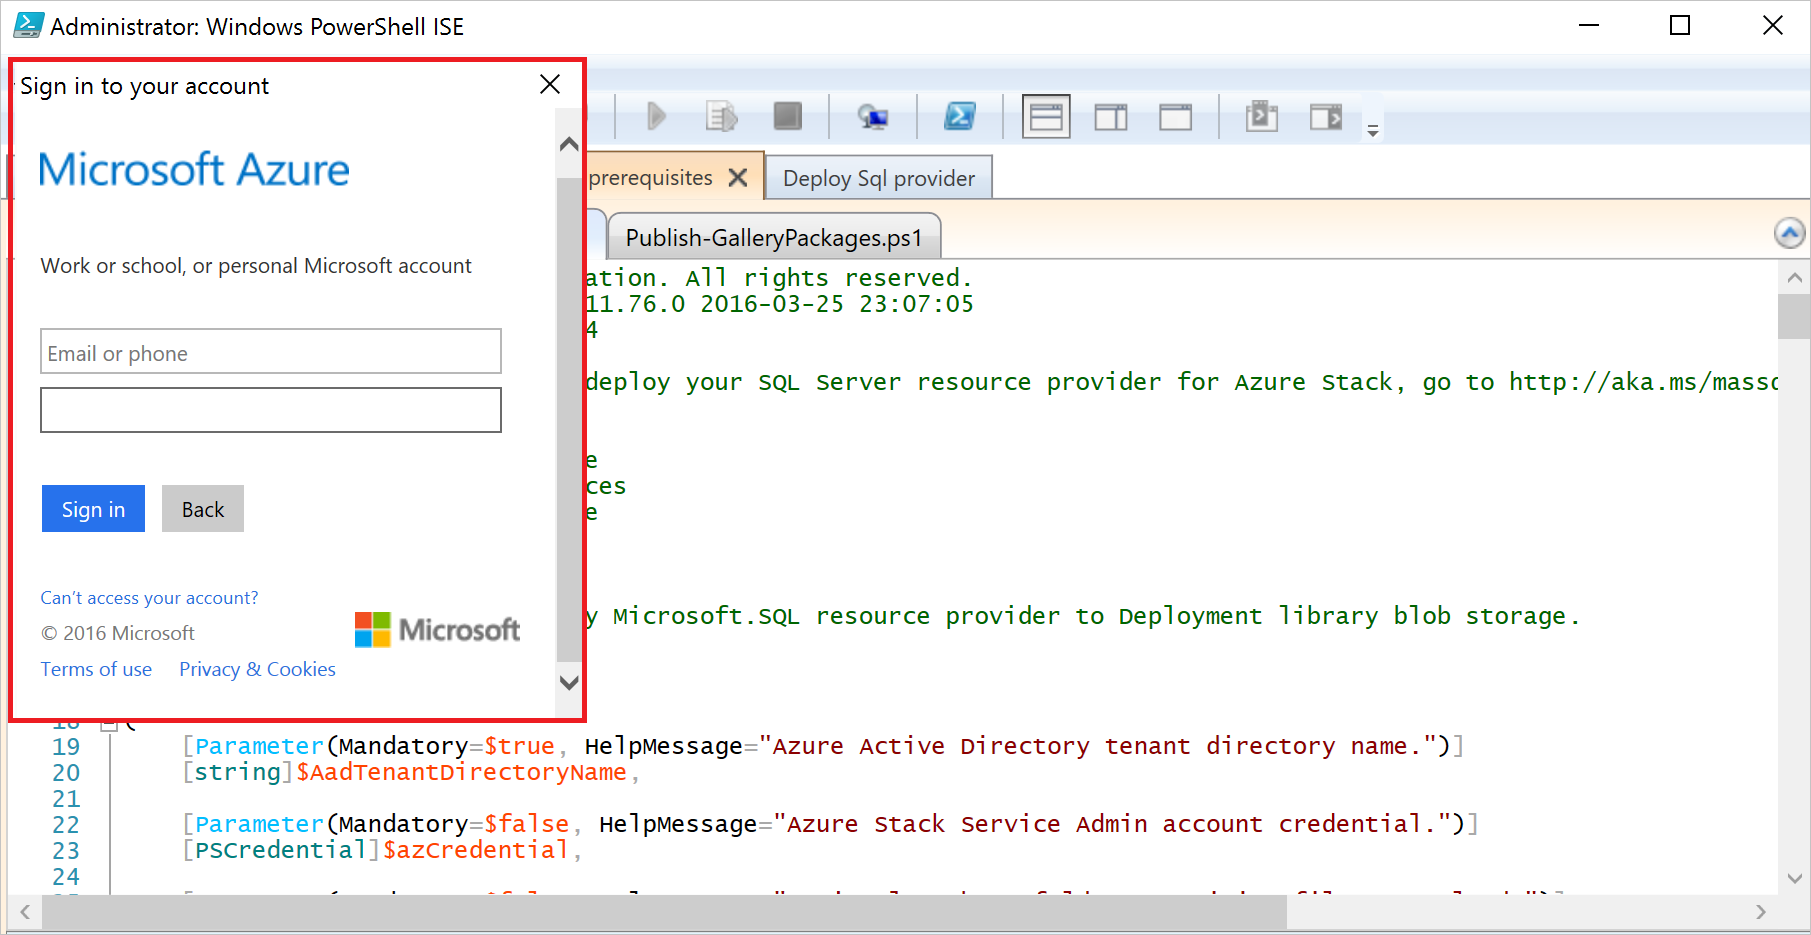 Administrator: Windows PowerShell ISE
Sign in to your account
Microsoft Azure
Work or school, or personal Microsoft account
Email or phone
Sign in Back
Can't access your account?
© 2016 Microsoft
Microsoft
Terms of use Privacy & Cookies
prerequisites Deploy Sql provider
Publish-GalleryPackages.ps1
ation. All rights reserved.
11.76.0 2016-03-25 23:07:05
4
deploy your SQL Server resource provider for Azure Stack, go to http://aka.ms/massc
e
ces
e
y Microsoft.SQL resource provider to Deployment library blob storage.
18 (
19 [Parameter(Mandatory=$true, HelpMessage="Azure Active Directory tenant directory name.")]
20 [string]$AadTenantDirectoryName,
21
22 [Parameter(Mandatory=$false, HelpMessage="Azure Stack Service Admin account credential.")]
23 [PSCredential]$azCredential,
24